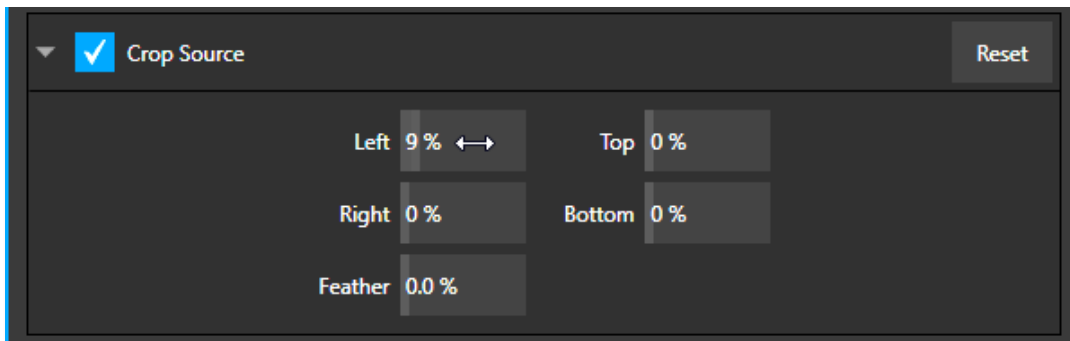 Crop Source Reset
Left 9 % Top 0 %
Right 0 % Bottom 0 %
Feather 0.0 %